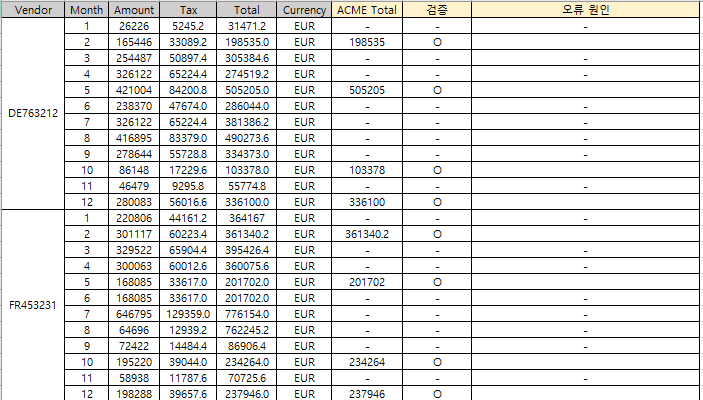 Vendor Month Amount Tax Total Currency ACME Total 검증 오류 원인
1 26226 5245.2 31471.2 EUR - - -
2 165446 33089.2 198535.0 EUR 198535 O -
3 254487 50897.4 305384.6 EUR - - -
4 326122 65224.4 274519.2 EUR - - -
5 421004 84200.8 505205.0 EUR 505205 O
6 238370 47674.0 286044.0 EUR - - -
DE763212 7 326122 65224.4 381386.2 EUR - - -
8 416895 83379.0 490273.6 EUR - - -
9 278644 55728.8 334373.0 EUR - - -
10 86148 17229.6 103378.0 EUR 103378 O
11 46479 9295.8 55774.8 EUR - - -
12 280083 56016.6 336100.0 EUR 336100 O
1 220806 44161.2 364167 EUR - - -
2 301117 60223.4 361340.2 EUR 361340.2 O
3 329522 65904.4 395426.4 EUR - - -
4 300063 60012.6 360075.6 EUR - - -
5 168085 33617.0 201702.0 EUR 201702 O
FR453231 6 168085 33617.0 201702.0 EUR - - -
7 646795 129359.0 776154.0 EUR - - -
8 64696 12939.2 762245.2 EUR - - -
9 72422 14484.4 86906.4 EUR - - -
10 195220 39044.0 234264.0 EUR 234264 O
11 58938 11787.6 70725.6 EUR - - -
12 198288 39657.6 237946.0 EUR 237946 O